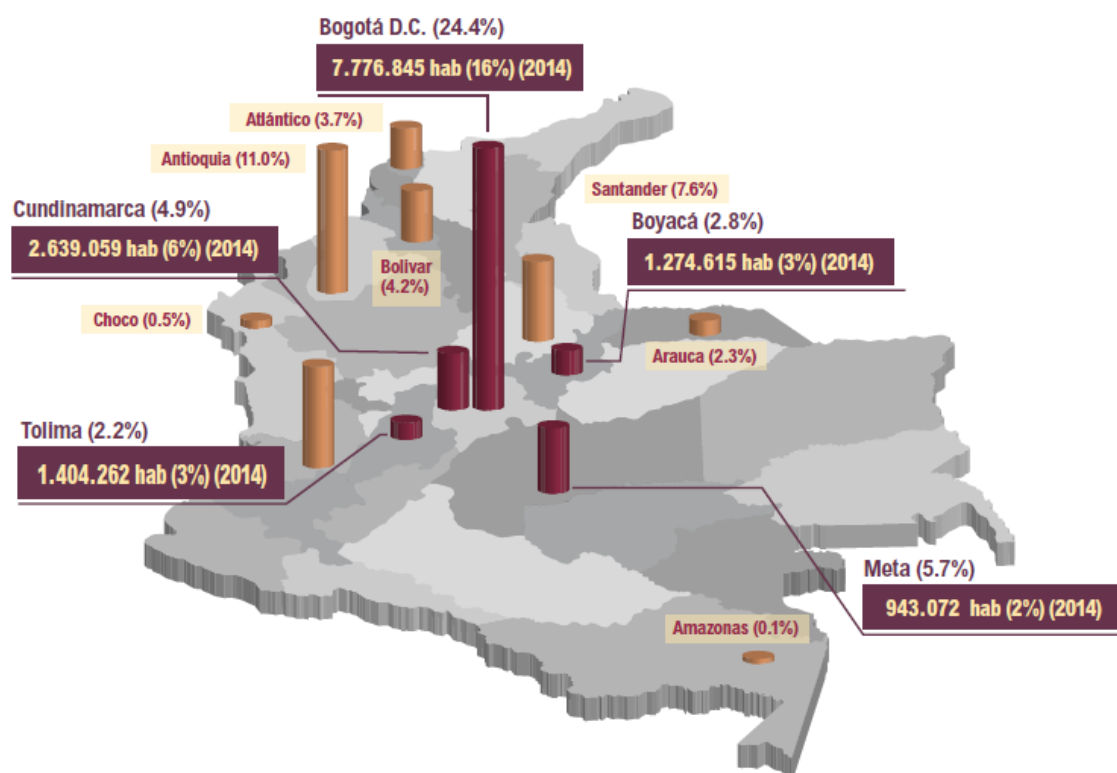 Bogotá D.C. (24.4%)
7.776.845 hab (16%) (2014)
Atlántico (3.7%)
Antioquia (11.0%)
Santander (7.6%)
Cundinamarca (4.9%)
2.639.059 hab (6%) (2014)
Boyacá (2.8%)
1.274.615 hab (3%) (2014)
Bolivar
(4.2%)
Choco (0.5%)
Arauca (2.3%)
Tolima (2.2%)
1.404.262 hab (3%) (2014)
Meta (5.7%)
943.072 hab (2%) (2014)
Amazonas (0.1%)